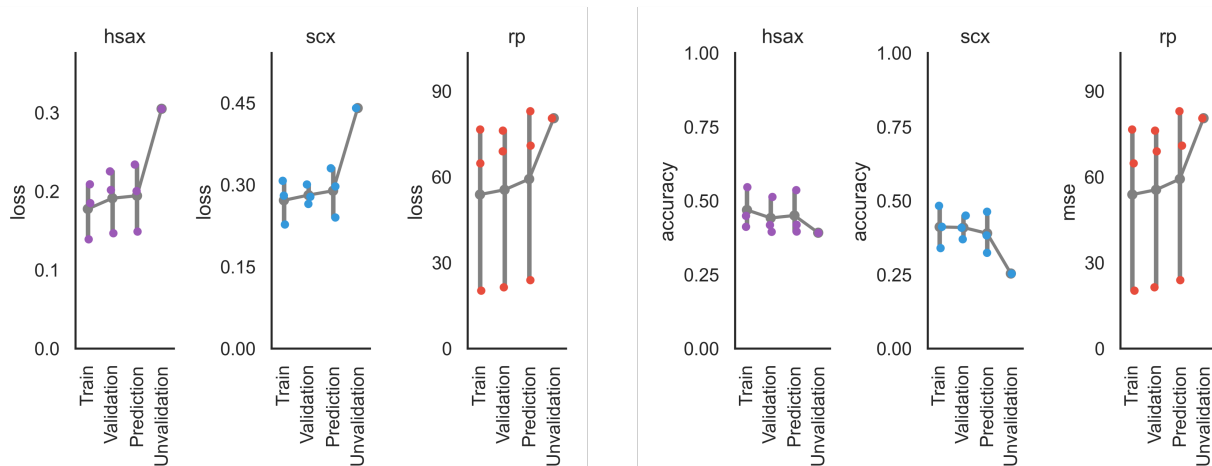 hsax
loss
0.3
0.2
0.1
0.0
Train
Validation
Prediction
Unvalidation
scx
loss
0.45
0.30
0.15
0.00
Train
Validation
Prediction
Unvalidation
rp
loss
90
60
30
0
Train
Validation
Prediction
Unvalidation
hsax
accuracy
1.00
0.75
0.50
0.25
0.00
Train
Validation
Prediction
Unvalidation
scx
accuracy
1.00
0.75
0.50
0.25
0.00
Train
Validation
Prediction
Unvalidation
rp
mse
90
60
30
0
Train
Validation
Prediction
Unvalidation